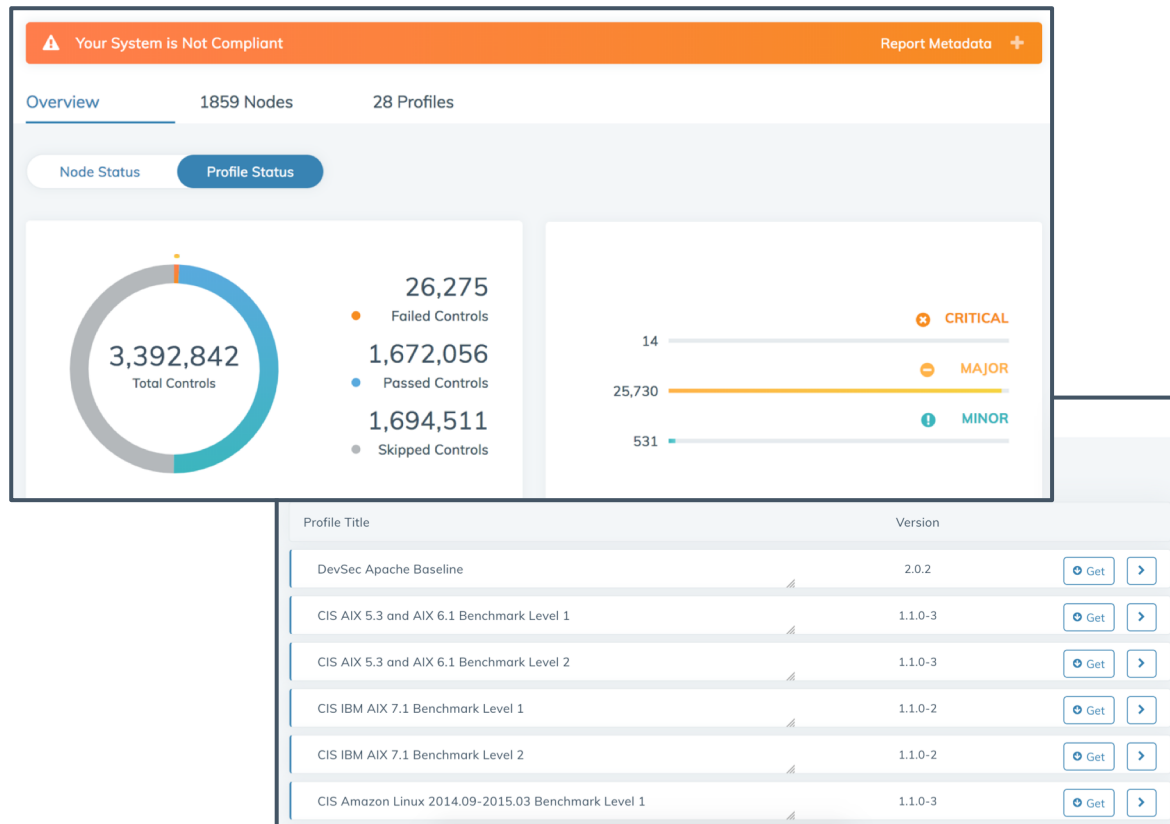 Your System is Not Compliant
Report Metadata
Overview
1859 Nodes
28 Profiles
Node Status
Profile Status
3,392,842
Total Controls
26,275
Failed Controls
1,672,056
Passed Controls
1,694,511
Skipped Controls
CRITICAL
14
MAJOR
25,730
MINOR
531
Profile Title Version
DevSec Apache Baseline 2.0.2 Get
CIS AIX 5.3 and AIX 6.1 Benchmark Level 1 1.1.0-3 Get
CIS AIX 5.3 and AIX 6.1 Benchmark Level 2 1.1.0-3 Get
CIS IBM AIX 7.1 Benchmark Level 1 1.1.0-2 Get
CIS IBM AIX 7.1 Benchmark Level 2 1.1.0-2 Get
CIS Amazon Linux 2014.09-2015.03 Benchmark Level 1 1.1.0-3 Get